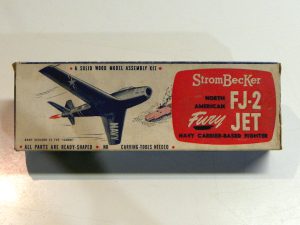 ★ A SOLID WOOD MODEL ASSEMBLY KIT ★
StromBecKer
NORTH
AMERICAN
FJ-2
Fury
JET
NAVY CARRIER-BASED FIGHTER
NAVY
★ ALL PARTS ARE READY-SHAPED ★ NO CARVING-TOOLS NEEDED ★